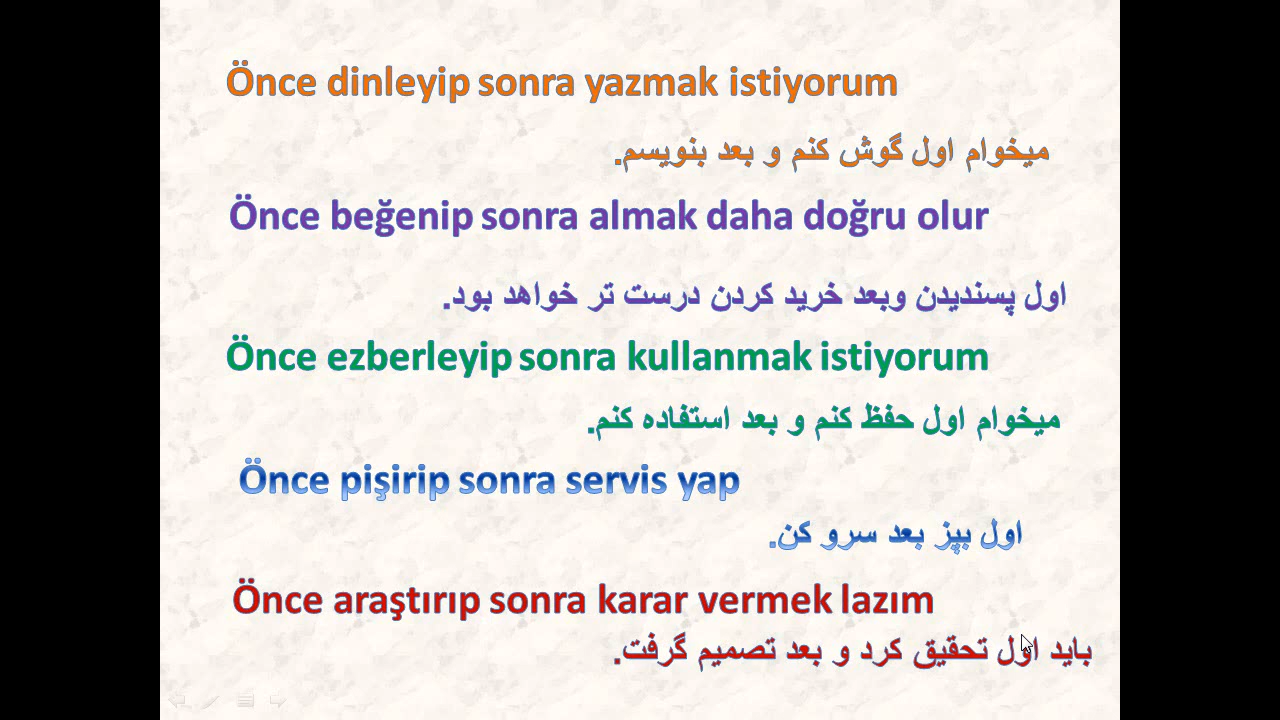 Önce dinleyip sonra yazmak istiyorum
میخوام اول گوش کنم و بعد بنویسم.
Önce beğenip sonra almak daha doğru olur
اول پسندیدن وبعد خرید کردن درست تر خواهد بود.
Önce ezberleyip sonra kullanmak istiyorum
میخوام اول حفظ کنم و بعد استفاده کنم.
Önce pişirip sonra servis yap
اول بپز بعد سرو کن.
Önce araştırıp sonra karar vermek lazım
باید اول تحقیق کرد و بعد تصمیم گرفت.